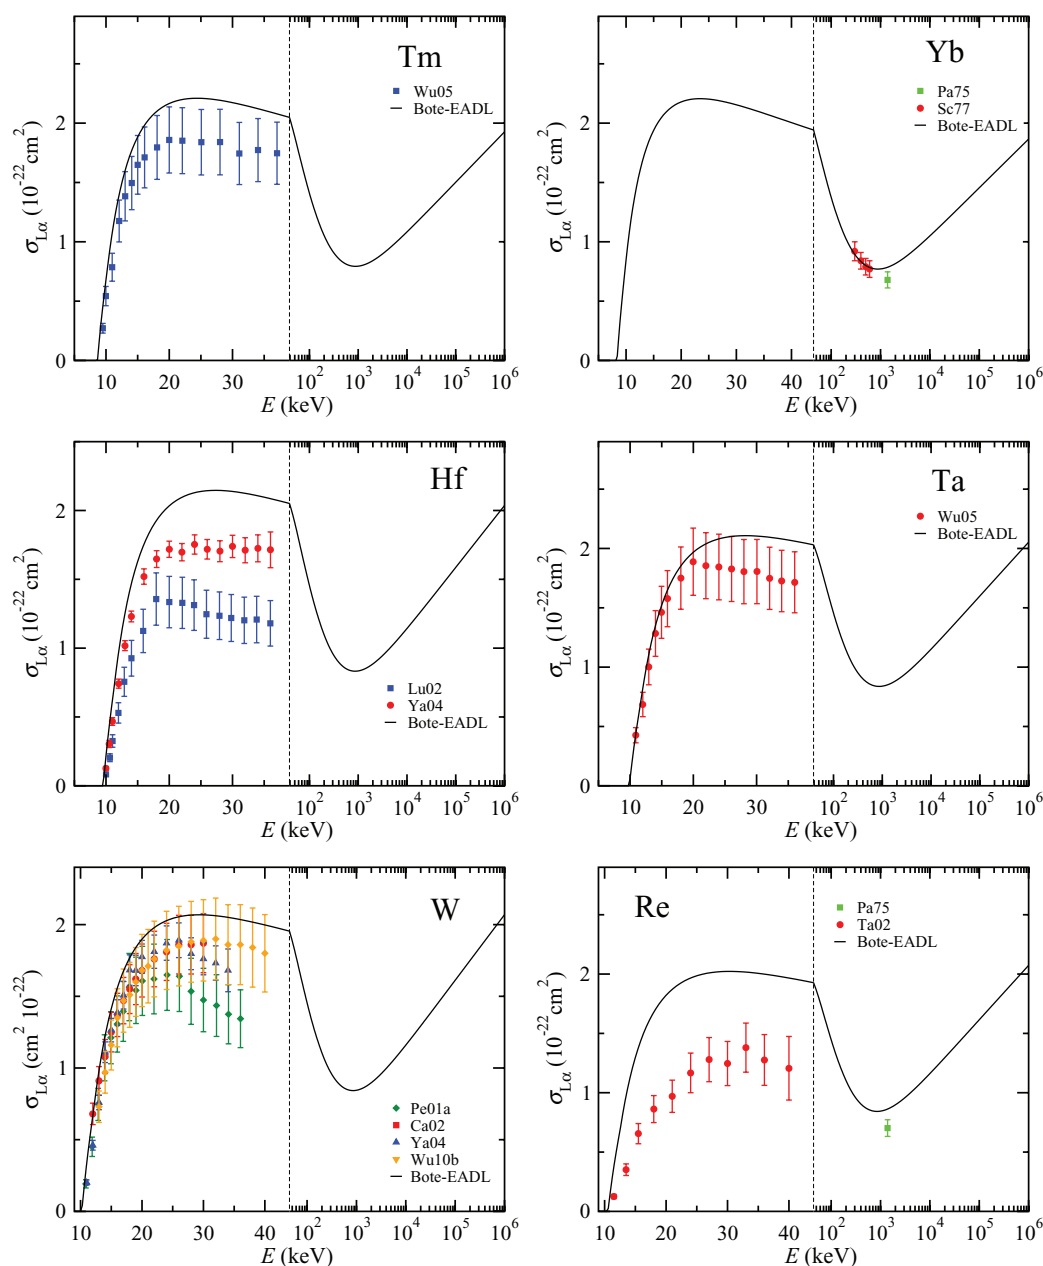 Tm
Wu05
Bote-EADL
σLα (10⁻²² cm²)
2
1
0
10 20 30 10² 10³ 10⁴ 10⁵ 10⁶
E (keV)
Yb
Pa75
Sc77
Bote-EADL
σLα (10⁻²² cm²)
2
1
0
10 20 30 40 10² 10³ 10⁴ 10⁵ 10⁶
E (keV)
Hf
Lu02
Ya04
Bote-EADL
σLα (10⁻²² cm²)
2
1
0
10 20 30 10² 10³ 10⁴ 10⁵ 10⁶
E (keV)
Ta
Wu05
Bote-EADL
σLα (10⁻²² cm²)
2
1
0
10 20 30 10² 10³ 10⁴ 10⁵ 10⁶
E (keV)
W
Pe01a
Ca02
Ya04
Wu10b
Bote-EADL
σLα (cm² 10⁻²²)
2
1
0
10 20 30 40 10² 10³ 10⁴ 10⁵ 10⁶
E (keV)
Re
Pa75
Ta02
Bote-EADL
σLα (10⁻²² cm²)
2
1
0
10 20 30 40 10² 10³ 10⁴ 10⁵ 10⁶
E (keV)